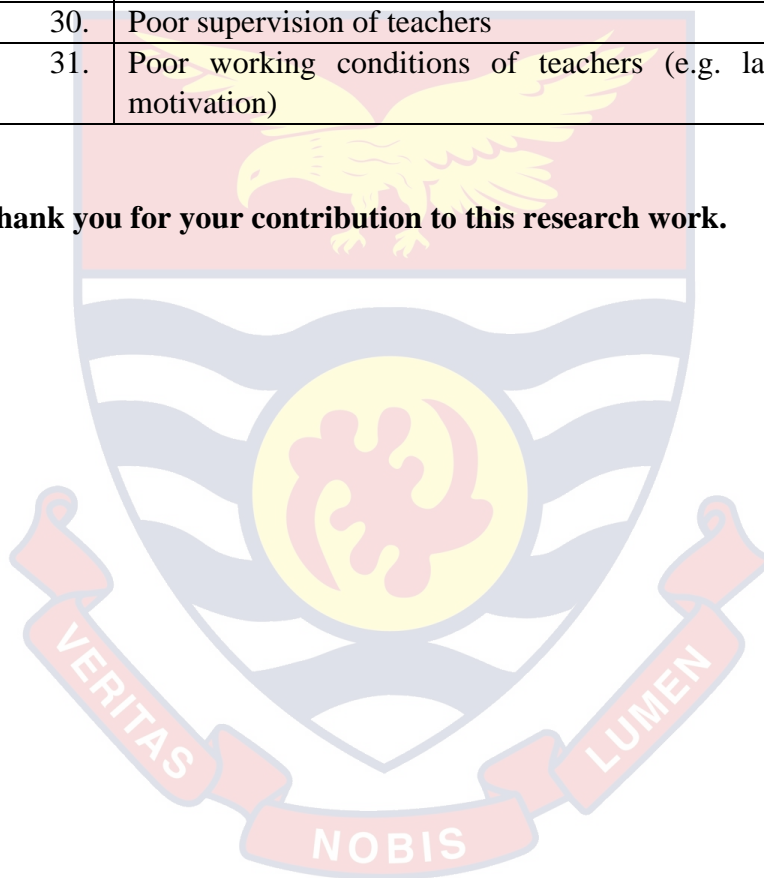 30. Poor supervision of teachers
31. Poor working conditions of teachers (e.g. la
motivation)
hank you for your contribution to this research work.
VERITAS
NOBIS
LUMEN